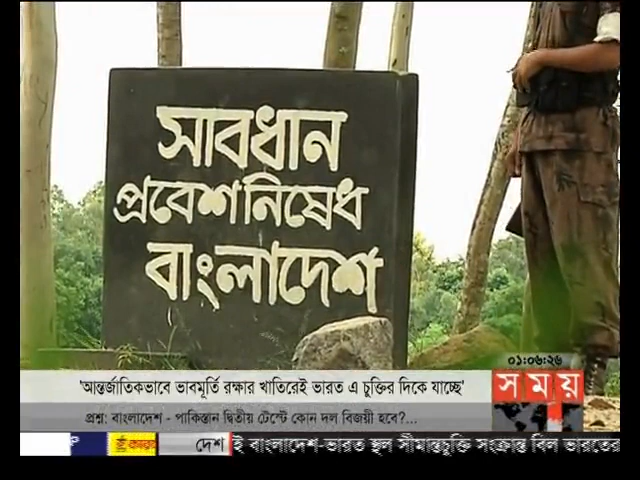 সাবধান
প্রবেশ নিষেধ
বাংলাদেশ
০১:০৬:২৬
'আন্তর্জাতিকভাবে ভাবমূর্তি রক্ষার খাতিরেই ভারত এ চুক্তির দিকে যাচ্ছে'
সময়
প্রশ্ন: বাংলাদেশ - পাকিস্তান দ্বিতীয় টেস্টে কোন দল বিজয়ী হবে?...
দেশ
ই বাংলাদেশ-ভারত স্থল সীমান্তচুক্তি সংক্রান্ত বিল ভারতের